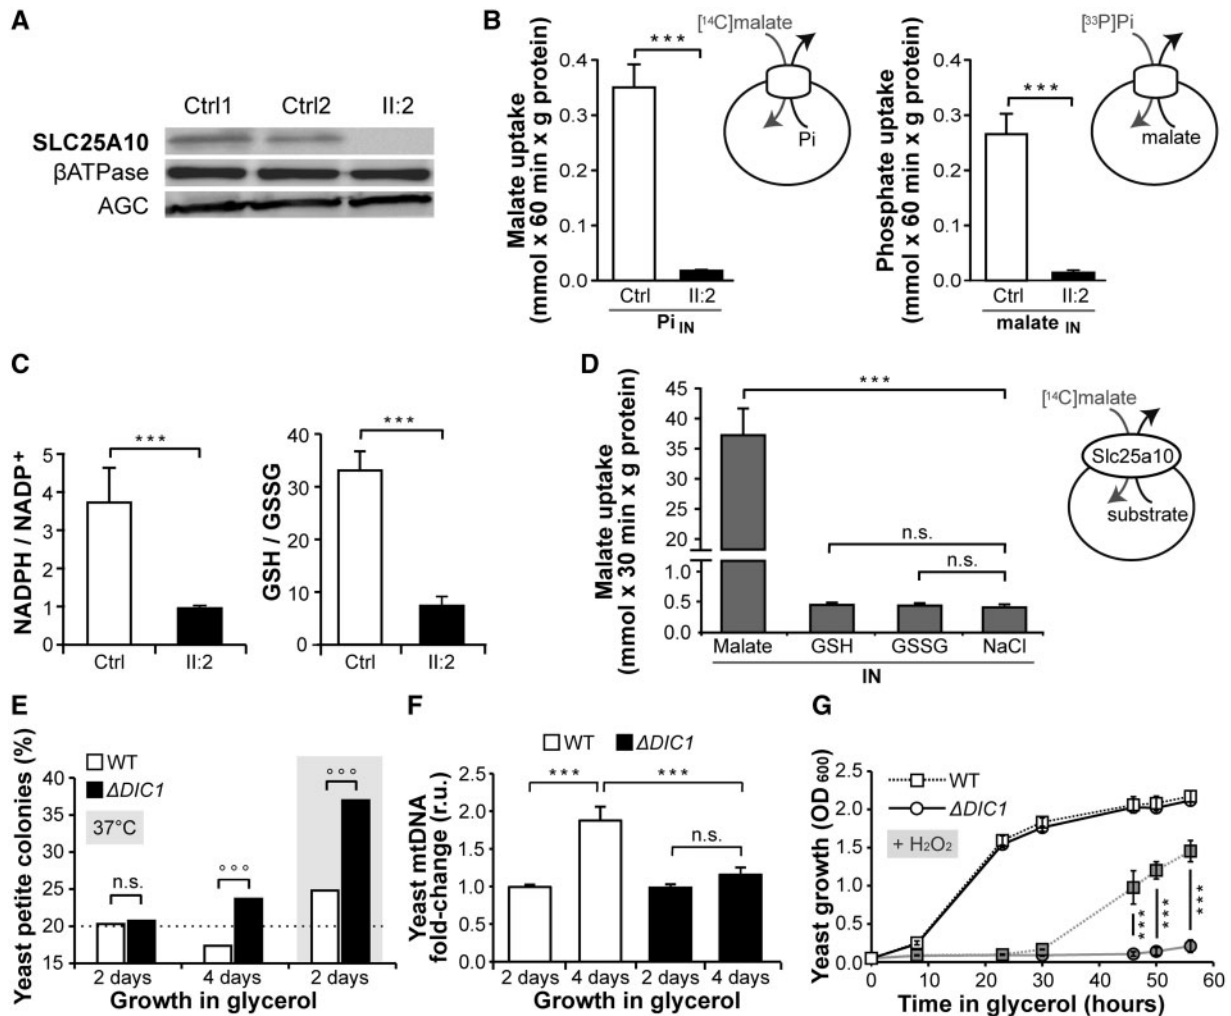 A
Ctrl1 Ctrl2 II:2
SLC25A10
βATPase
AGC
B
Malate uptake
(mmol x 60 min x g protein)
0.4
0.3
0.2
0.1
0.0
***
Ctrl II:2
Pi IN
[14C]malate
Pi
Phosphate uptake
(mmol x 60 min x g protein)
0.4
0.3
0.2
0.1
0.0
***
Ctrl II:2
malate IN
[33P]Pi
malate
C
NADPH / NADP+
5
4
3
2
1
0
***
Ctrl II:2
GSH / GSSG
40
30
20
10
0
***
Ctrl II:2
D
Malate uptake
(mmol x 30 min x g protein)
45
40
35
30
25
20
1.0
0.5
0.0
***
n.s.
n.s.
Malate GSH GSSG NaCl
IN
[14C]malate
Slc25a10
substrate
E
Yeast petite colonies (%)
40
35
30
25
20
15
WT
ΔDIC1
37°C
n.s.
°°°
°°°
2 days 4 days 2 days
Growth in glycerol
F
WT ΔDIC1
Yeast mtDNA
fold-change (r.u.)
2.5
2.0
1.5
1.0
0.5
0.0
*** ***
n.s.
2 days 4 days 2 days 4 days
Growth in glycerol
G
Yeast growth (OD 600)
2.5
2.0
1.5
1.0
0.5
0.0
WT
ΔDIC1
+ H2O2
***
***
***
0 10 20 30 40 50 60
Time in glycerol (hours)